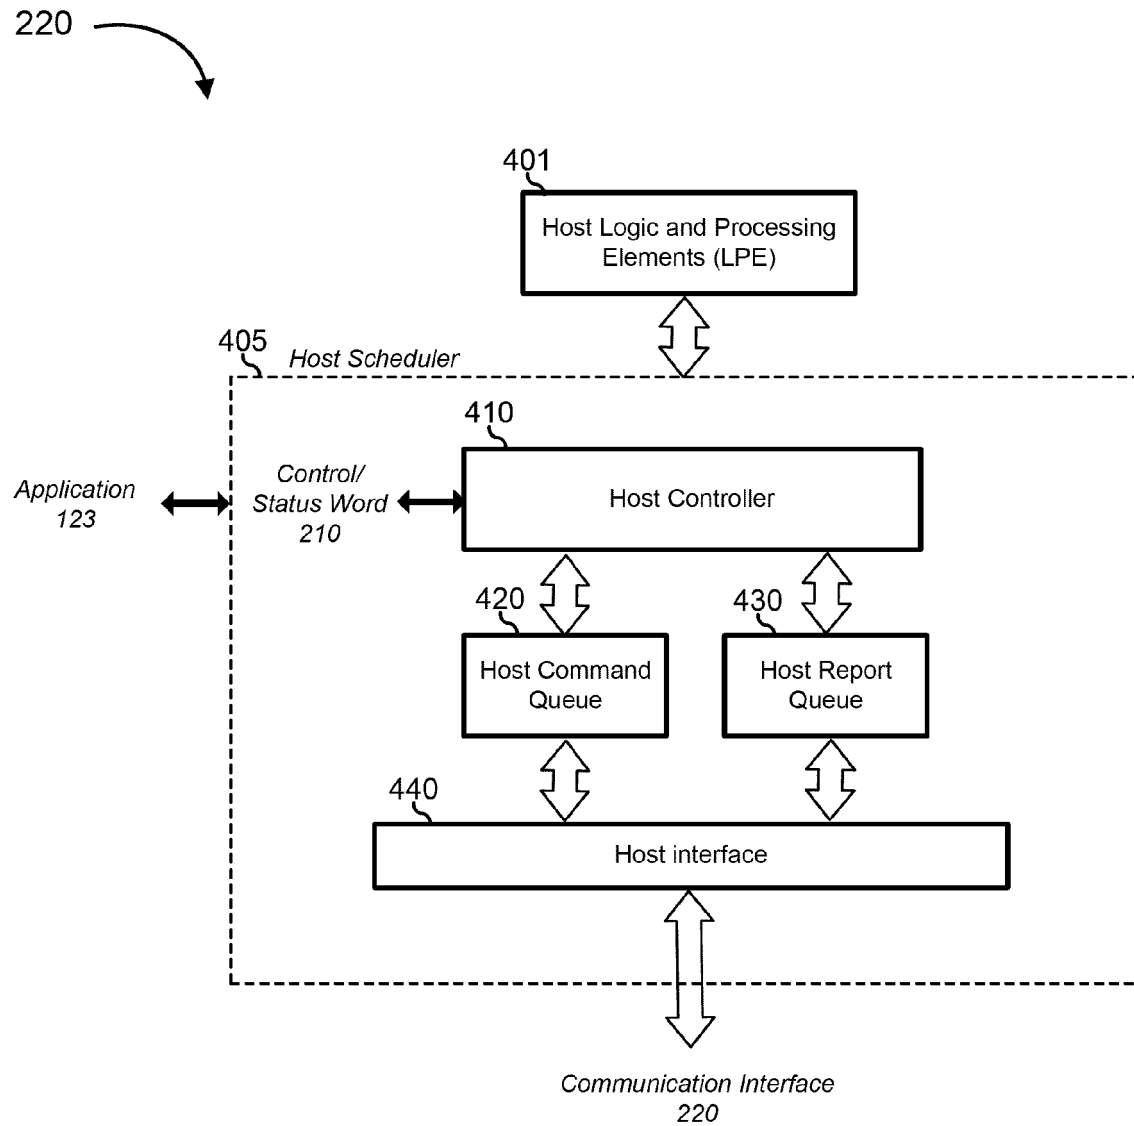 220
401
Host Logic and Processing
Elements (LPE)
405
Host Scheduler
410
Application
123
Control/
Status Word
210
Host Controller
420
430
Host Command
Queue
Host Report
Queue
440
Host interface
Communication Interface
220